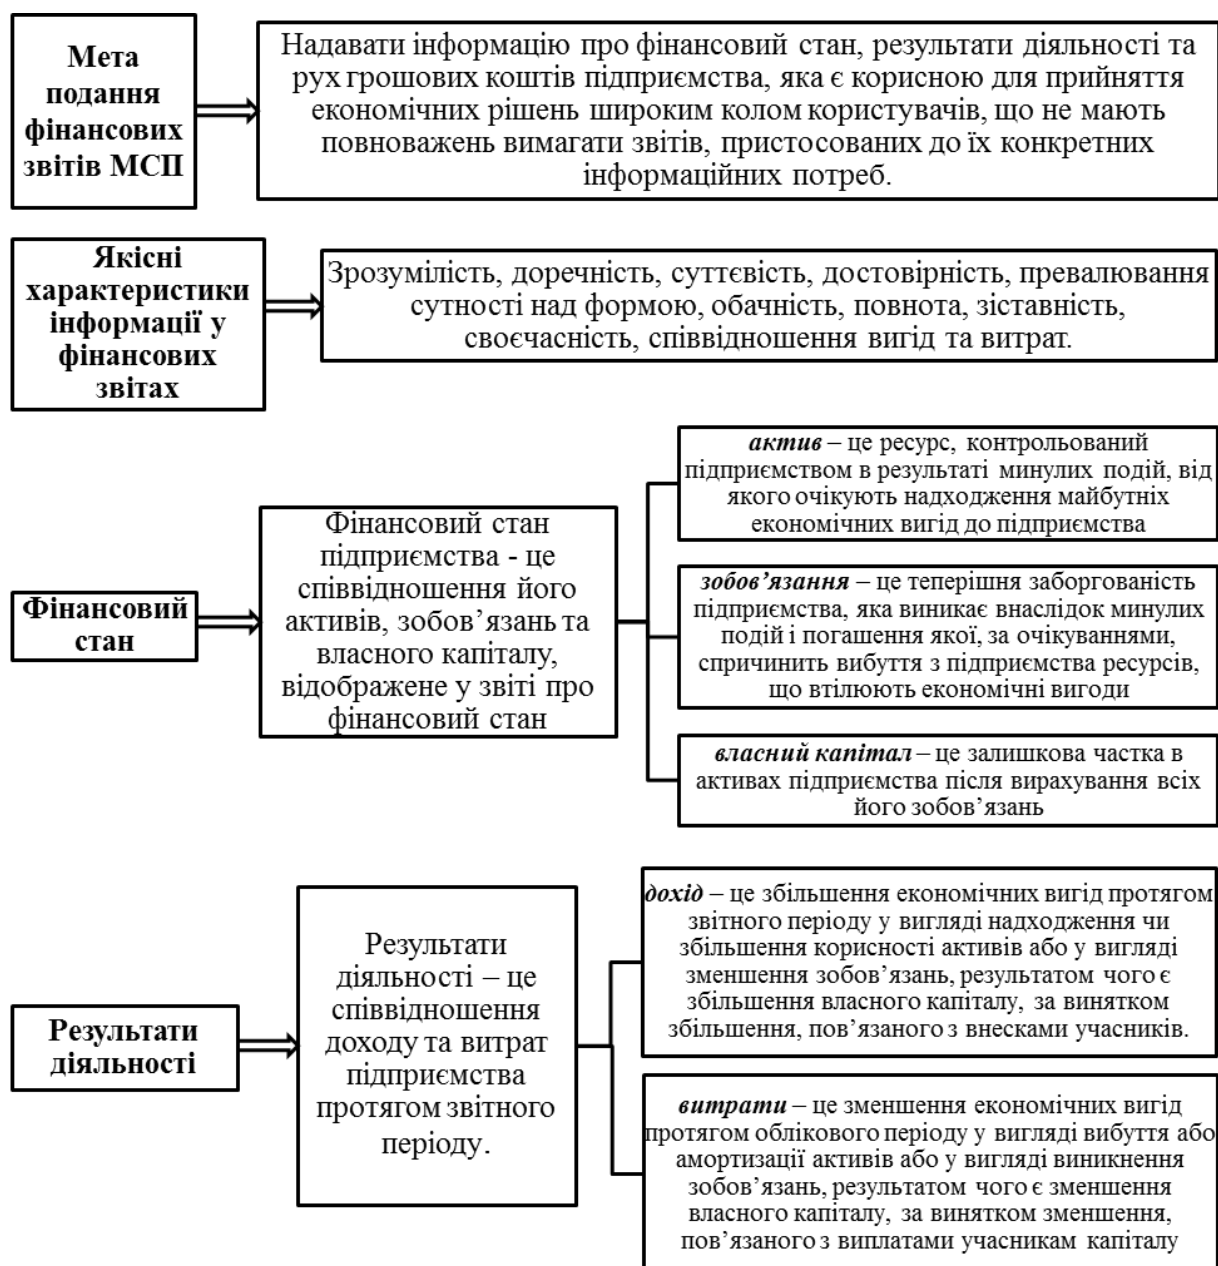 Мета
подання
фінансових
звітів МСП
Надавати інформацію про фінансовий стан, результати діяльності та
рух грошових коштів підприємства, яка є корисною для прийняття
економічних рішень широким колом користувачів, що не мають
повноважень вимагати звітів, пристосованих до їх конкретних
інформаційних потреб.
Якісні
характеристики
інформації у
фінансових
звітах
Зрозумілість, доречність, суттєвість, достовірність, превалювання
сутності над формою, обачність, повнота, зіставність,
своєчасність, співвідношення вигід та витрат.
Фінансовий
стан
Фінансовий стан
підприємства - це
співвідношення його
активів, зобов’язань та
власного капіталу,
відображене у звіті про
фінансовий стан
актив – це ресурс, контрольований
підприємством в результаті минулих подій, від
якого очікують надходження майбутніх
економічних вигід до підприємства
зобов’язання – це теперішня заборгованість
підприємства, яка виникає внаслідок минулих
подій і погашення якої, за очікуваннями,
спричинить вибуття з підприємства ресурсів,
що втілюють економічні вигоди
власний капітал – це залишкова частка в
активах підприємства після вирахування всіх
його зобов’язань
Результати
діяльності
Результати
діяльності – це
співвідношення
доходу та витрат
підприємства
протягом звітного
періоду.
дохід – це збільшення економічних вигід протягом
звітного періоду у вигляді надходження чи
збільшення корисності активів або у вигляді
зменшення зобов’язань, результатом чого є
збільшення власного капіталу, за винятком
збільшення, пов’язаного з внесками учасників.
витрати – це зменшення економічних вигід
протягом облікового періоду у вигляді вибуття або
амортизації активів або у вигляді виникнення
зобов’язань, результатом чого є зменшення
власного капіталу, за винятком зменшення,
пов’язаного з виплатами учасникам капіталу